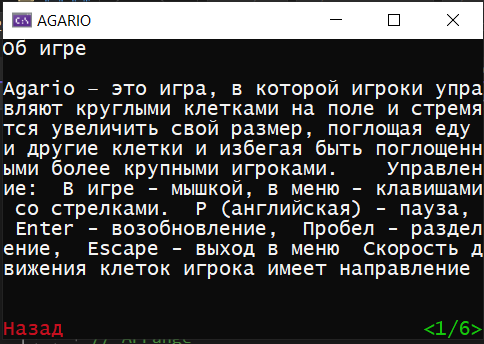 AGARIO
Об игре
Agario – это игра, в которой игроки упра
вляют круглыми клетками на поле и стремя
тся увеличить свой размер, поглощая еду
и другие клетки и избегая быть поглощенн
ыми более крупными игроками.    Управлен
ие:  В игре - мышкой, в меню - клавишами
 со стрелками.  P (английская) - пауза,
 Enter - возобновление,  Пробел - раздел
ение,  Escape - выход в меню  Скорость д
вижения клеток игрока имеет направление
Назад <1/6>
// Arrange